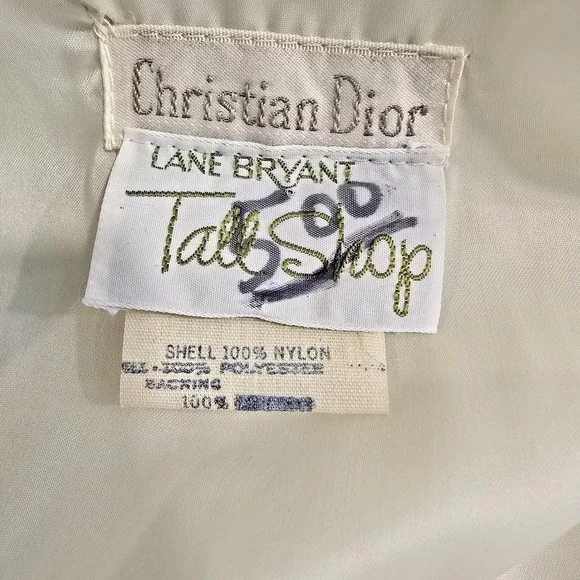 Christian Dior
LANE BRYANT
Tall Shop
5.00
SHELL 100% NYLON
100% POLYESTER
BACKING
100%